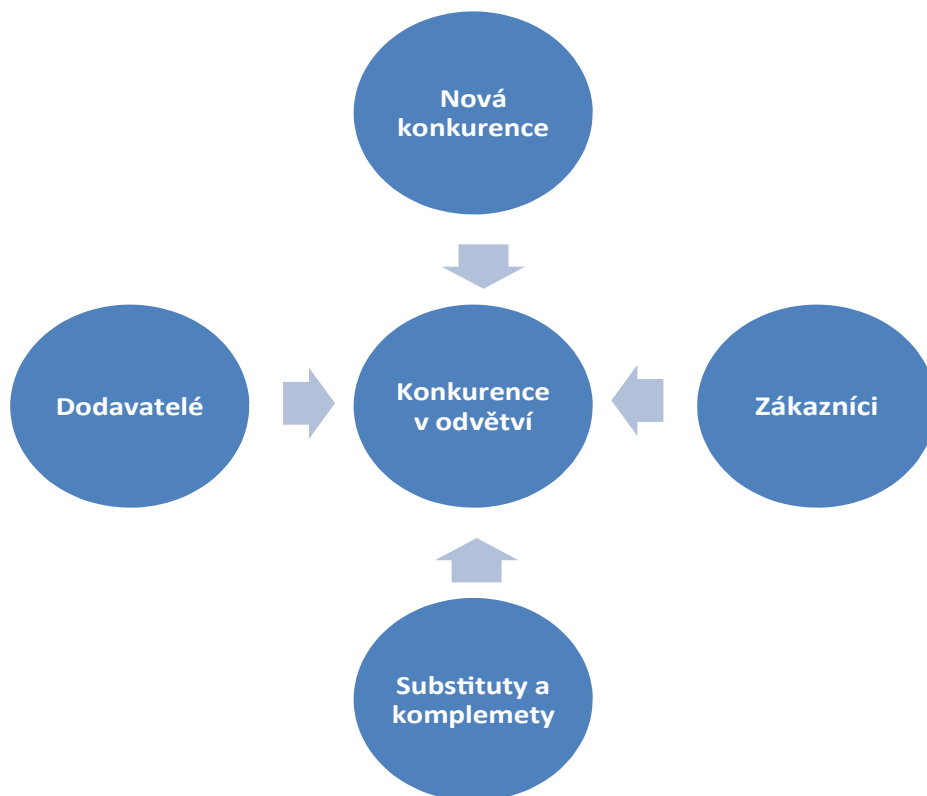 Nová
konkurence
Dodavatelé
Konkurence
v odvětví
Zákazníci
Substituty a
komplemety